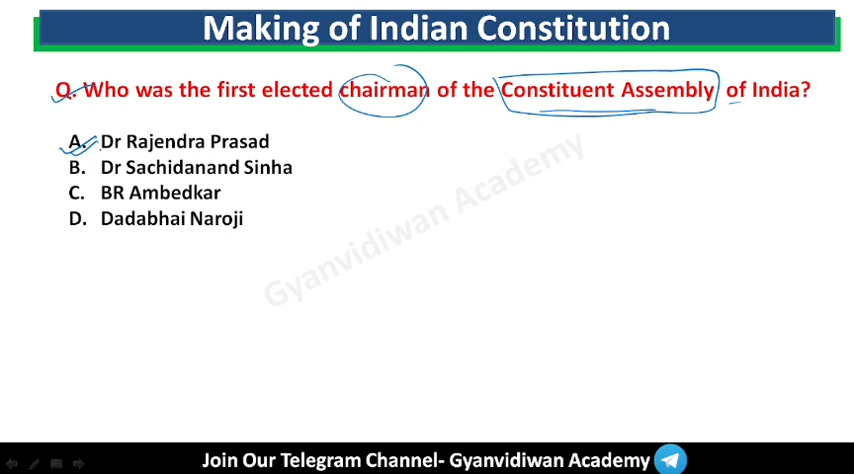 Making of Indian Constitution
Q. Who was the first elected chairman of the Constituent Assembly of India?
A. Dr Rajendra Prasad
B. Dr Sachidanand Sinha
C. BR Ambedkar
D. Dadabhai Naroji
Gyanvidiwan Academy
Join Our Telegram Channel- Gyanvidiwan Academy